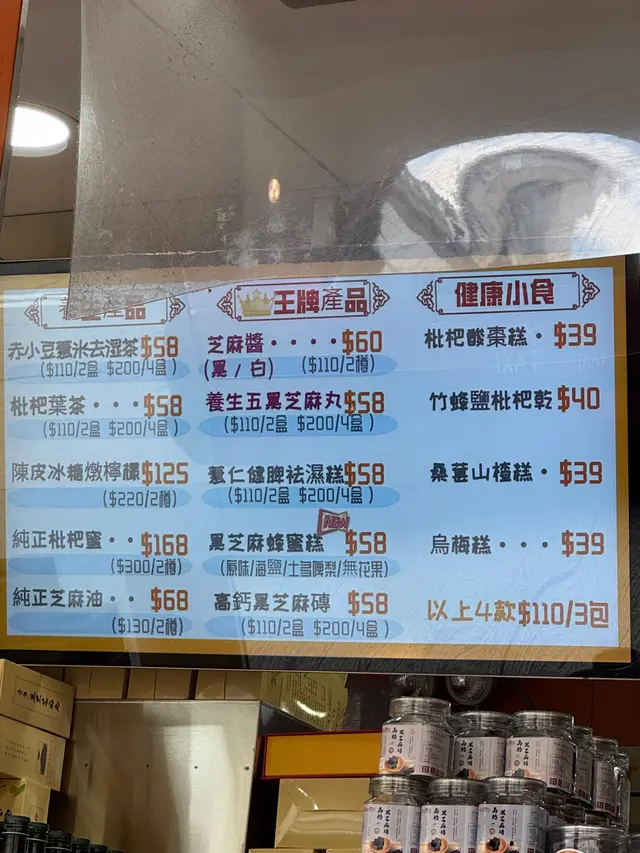 產品
赤小豆薏米去湿茶$58
($110/2盒 $200/4盒)
枇杷葉茶···$58
($110/2盒 $200/4盒)
陳皮冰糖燉檸檬$125
($220/2樽)
純正枇杷蜜··$168
($300/2樽)
純正芝麻油··$68
($130/2樽)
王牌產品
芝麻醬····$60
(黑/白) ($110/2樽)
養生五黑芝麻丸$58
($110/2盒 $200/4盒)
薏仁健脾祛濕糕$58
($110/2盒 $200/4盒)
NEW
黑芝麻蜂蜜糕 $58
(原味/海鹽/士多啤梨/無花果)
高鈣黑芝麻磚 $58
($110/2盒 $200/4盒)
健康小食
枇杷酸棗糕·$39
竹蜂鹽枇杷乾$40
桑葚山楂糕·$39
烏梅糕···$39
以上4款$110/3包